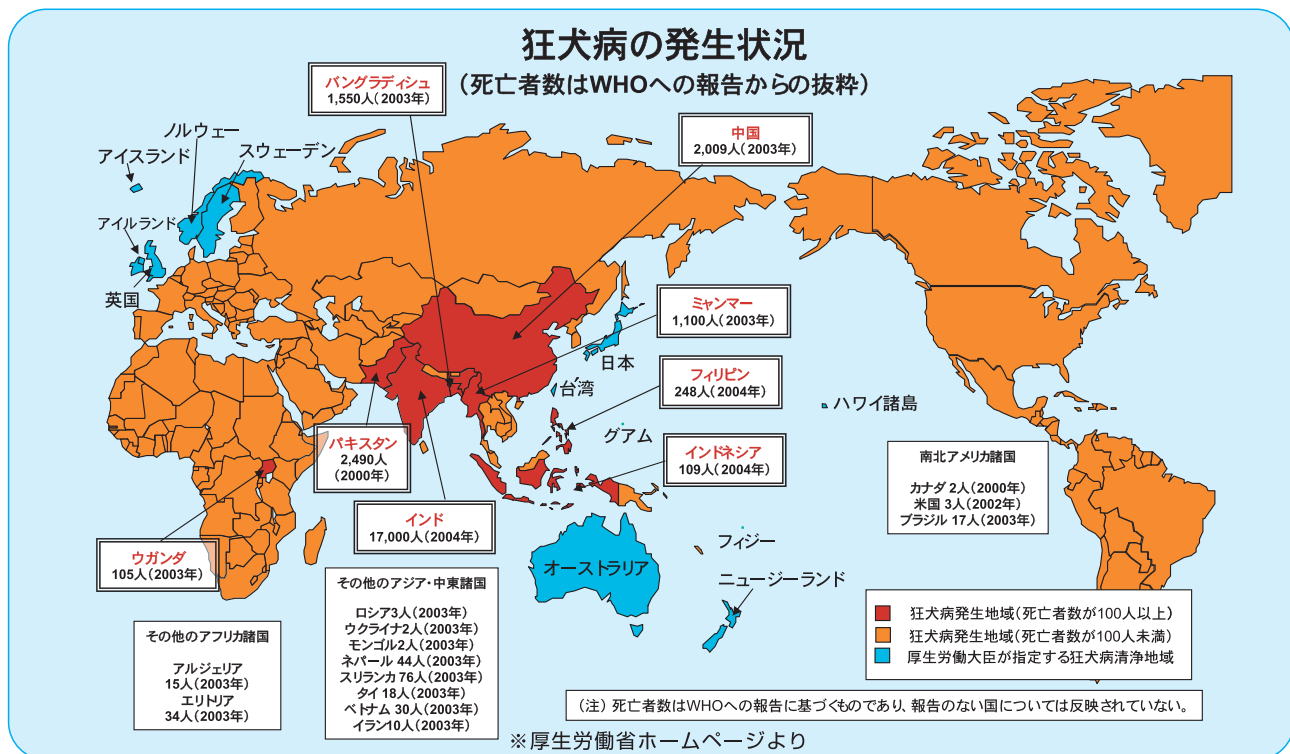 狂犬病の発生状況
(死亡者数はWHOへの報告からの抜粋)
バングラディシュ
1,550人(2003年)
中国
2,009人(2003年)
ノルウェー
スウェーデン
アイスランド
アイルランド
英国
ミャンマー
1,100人(2003年)
日本
台湾
フィリピン
248人(2004年)
ハワイ諸島
グアム
パキスタン
2,490人
(2000年)
インドネシア
109人(2004年)
南北アメリカ諸国
カナダ 2人(2000年)
米国 3人(2002年)
ブラジル 17人(2003年)
インド
17,000人(2004年)
ウガンダ
105人(2003年)
フィジー
オーストラリア
ニュージーランド
その他のアジア・中東諸国
ロシア3人(2003年)
ウクライナ2人(2003年)
モンゴル2人(2003年)
ネパール 44人(2003年)
スリランカ 76人(2003年)
タイ 18人(2003年)
ベトナム 30人(2003年)
イラン10人(2003年)
その他のアフリカ諸国
アルジェリア
15人(2003年)
エリトリア
34人(2003年)
狂犬病発生地域(死亡者数が100人以上)
狂犬病発生地域(死亡者数が100人未満)
厚生労働大臣が指定する狂犬病清浄地域
(注) 死亡者数はWHOへの報告に基づくものであり、報告のない国については反映されていない。
※厚生労働省ホームページより